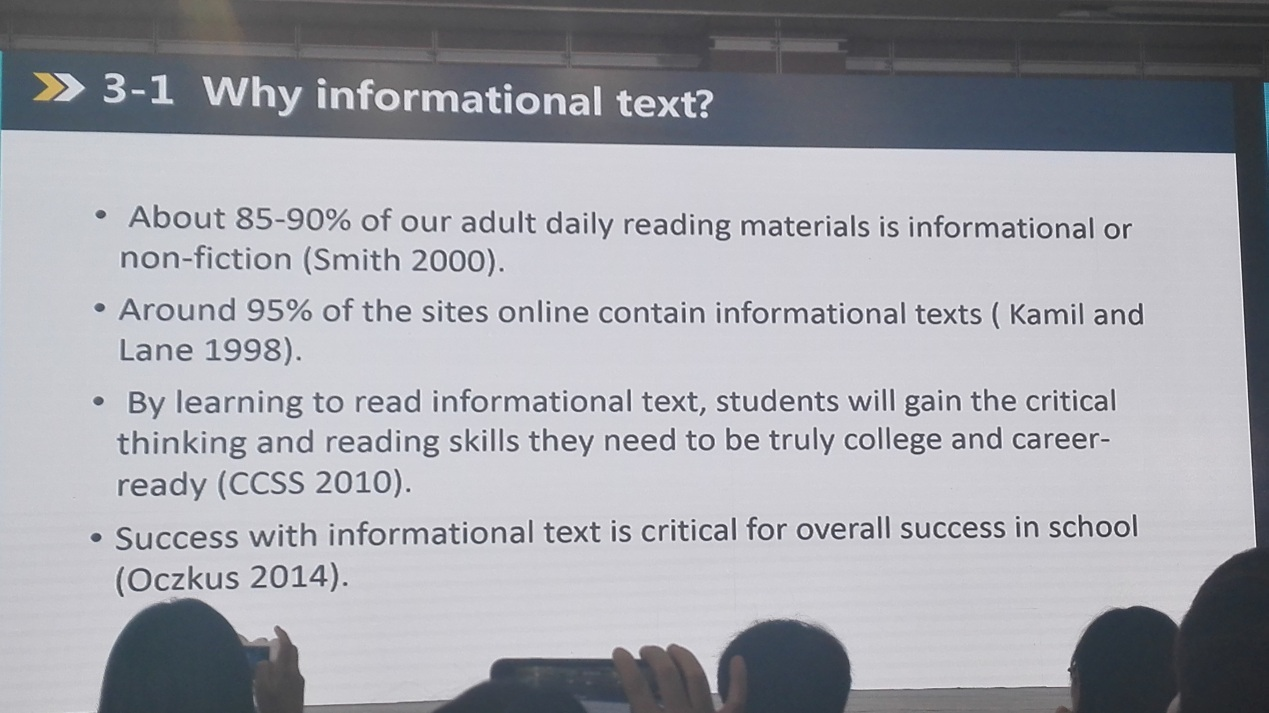 3-1 Why informational text?
• About 85-90% of our adult daily reading materials is informational or
non-fiction (Smith 2000).
• Around 95% of the sites online contain informational texts ( Kamil and
Lane 1998).
• By learning to read informational text, students will gain the critical
thinking and reading skills they need to be truly college and career-
ready (CCSS 2010).
• Success with informational text is critical for overall success in school
(Oczkus 2014).